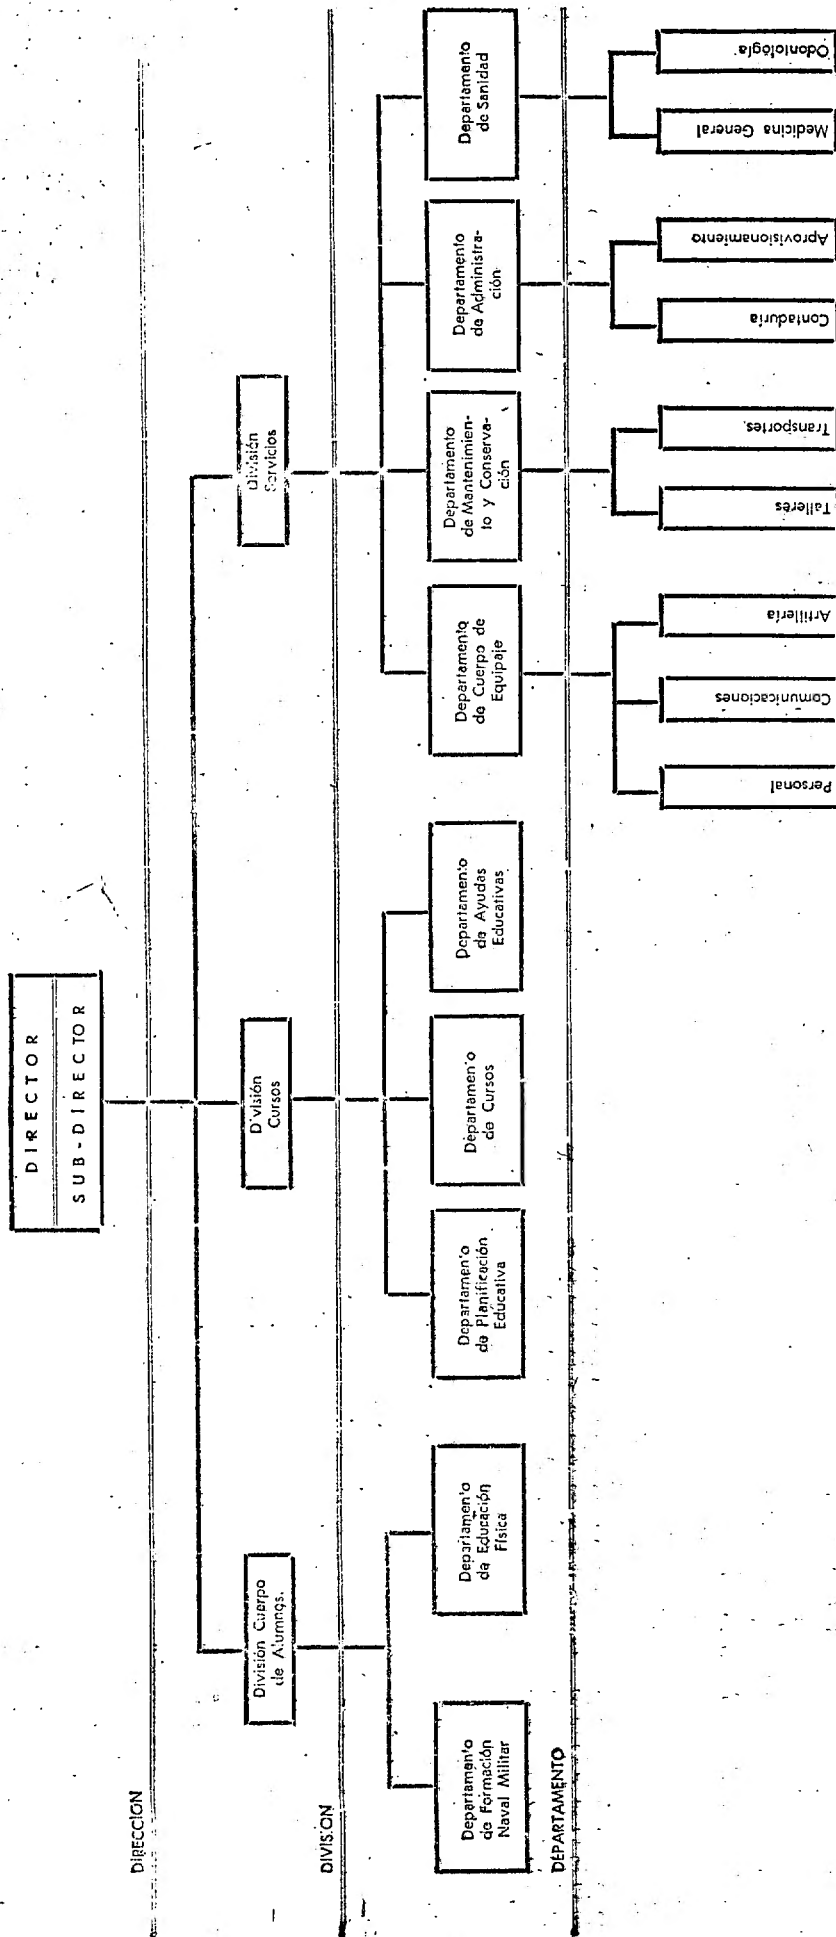 DIRECTOR
SUB-DIRECTOR
DIRECCION
División Cuerpo
de Alumnos.
División
Cursos
División
Servicios
DIVISION
Departamento
de Formación
Naval Militar
Departamento
de Educación
Física
Departamento
de Planificación
Educativa
Departamento
de Cursos
Departamento
de Ayudas
Educativas
Departamento
de Cuerpo de
Equipaje
Departamento
de Mantenimien-
to y Conserva-
ción
Departamento
de Administra-
ción
Departamento
de Sanidad
DEPARTAMENTO
Personal
Comunicaciones
Artillería
Talleres
Transportes.
Contaduría
Aprovisionamiento
Medicina General
Odontología